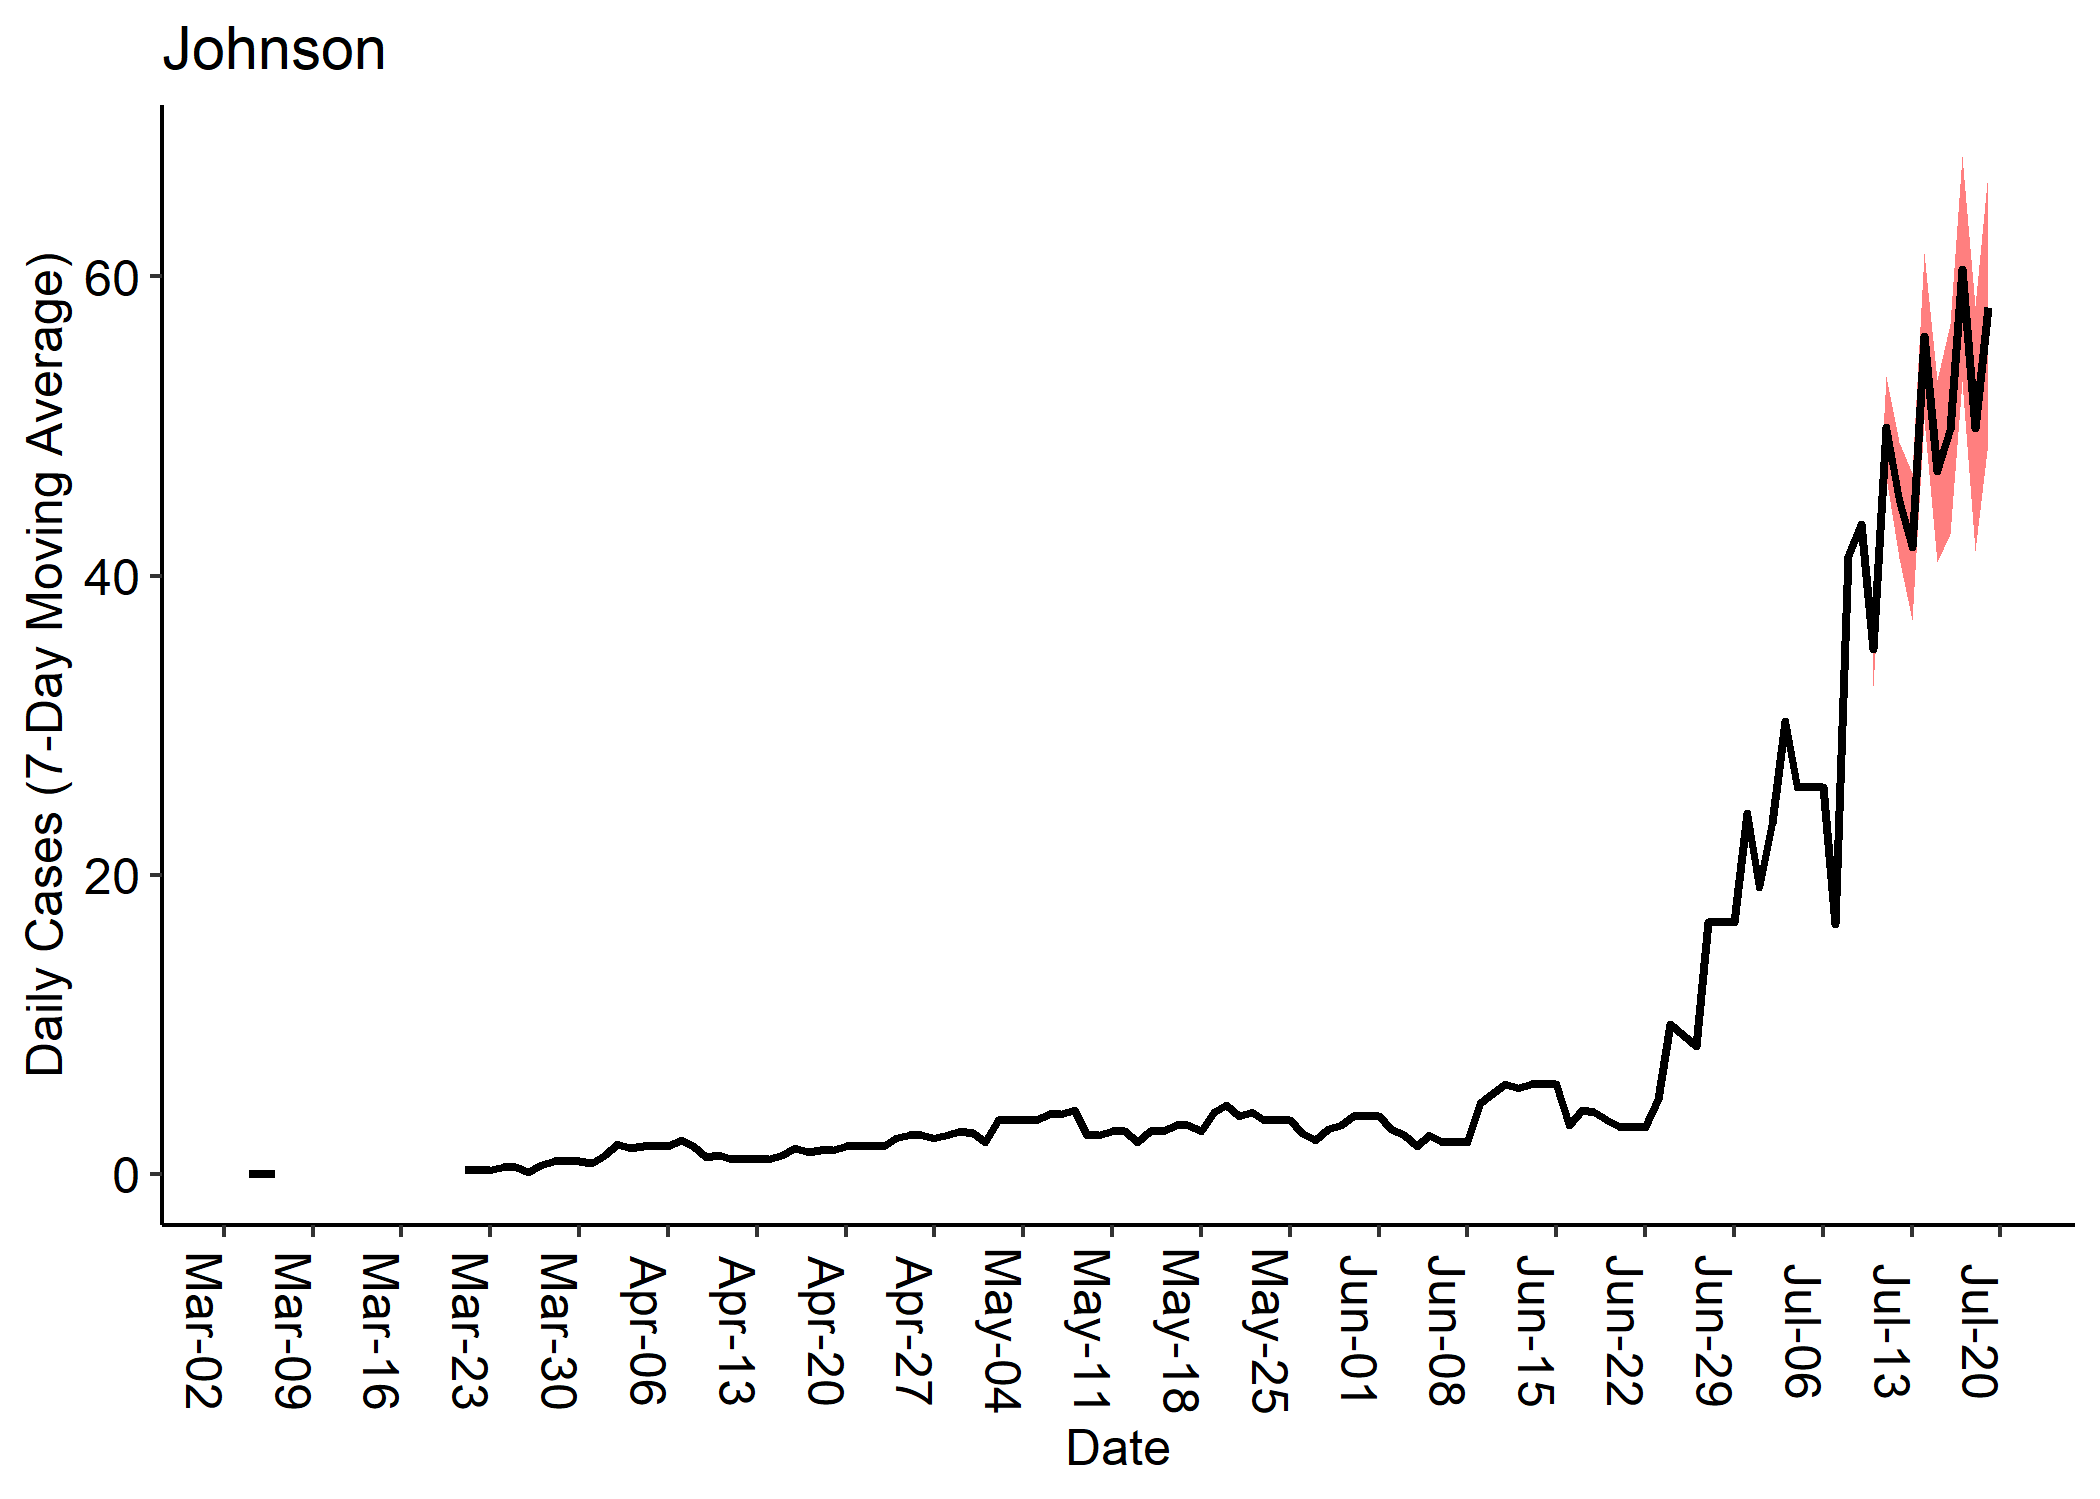 Johnson
Daily Cases (7-Day Moving Average)
60
40
20
0
Mar-02
Mar-09
Mar-16
Mar-23
Mar-30
Apr-06
Apr-13
Apr-20
Apr-27
May-04
May-11
May-18
May-25
Jun-01
Jun-08
Jun-15
Jun-22
Jun-29
Jul-06
Jul-13
Jul-20
Date